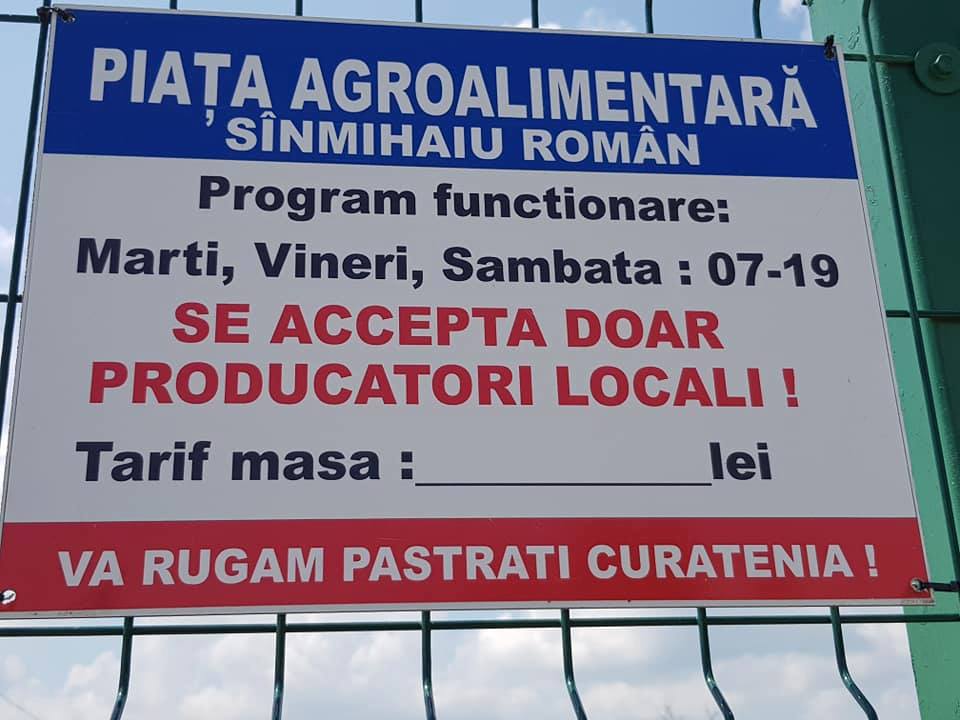 PIAȚA AGROALIMENTARĂ
SÎNMIHAIU ROMÂN
Program functionare:
Marti, Vineri, Sambata : 07-19
SE ACCEPTA DOAR
PRODUCATORI LOCALI !
Tarif masa :___________lei
VA RUGAM PASTRATI CURATENIA !